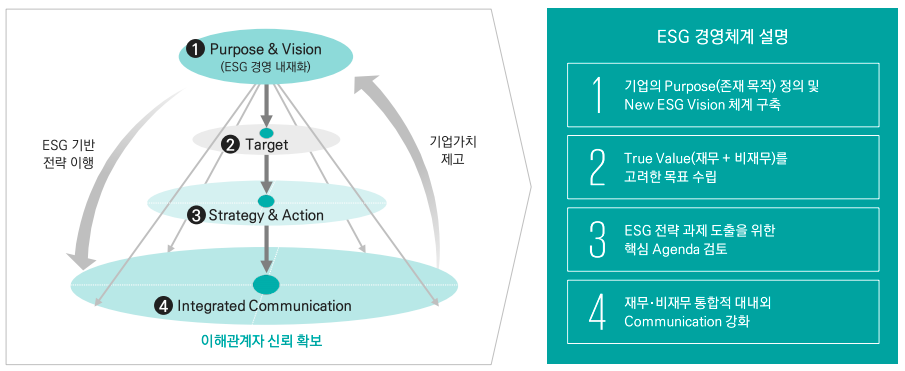 1 Purpose & Vision
(ESG 경영 내재화)
ESG 기반
전략 이행
2 Target
기업가치
제고
3 Strategy & Action
4 Integrated Communication
이해관계자 신뢰 확보
ESG 경영체계 설명
1
기업의 Purpose(존재 목적) 정의 및
New ESG Vision 체계 구축
2
True Value(재무 + 비재무)를
고려한 목표 수립
3
ESG 전략 과제 도출을 위한
핵심 Agenda 검토
4
재무·비재무 통합적 대내외
Communication 강화